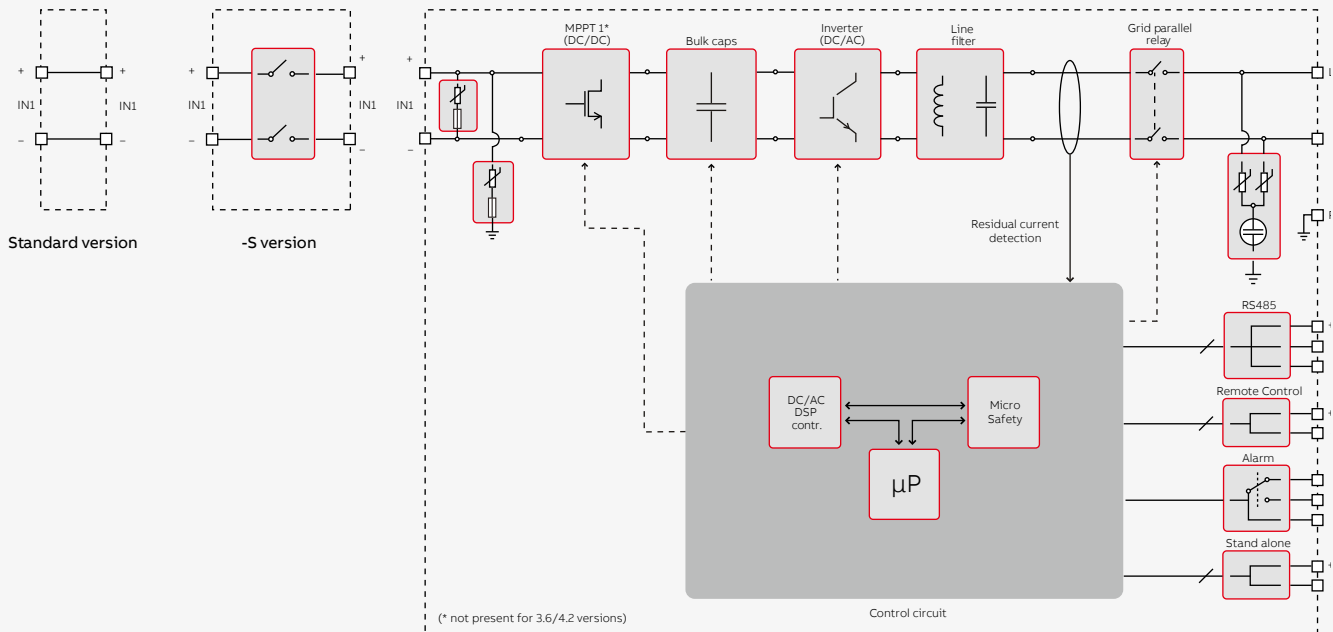 MPPT 1*
(DC/DC)
Bulk caps
Inverter
(DC/AC)
Line
filter
Grid parallel
relay
+
+
IN1
IN1
–
–
Standard version
+
+
IN1
IN1
–
–
-S version
+
IN1
–
Residual current
detection
RS485
Remote Control
+
Alarm
Stand alone
+
DC/AC
DSP
contr.
Micro
Safety
µP
Control circuit
(* not present for 3.6/4.2 versions)